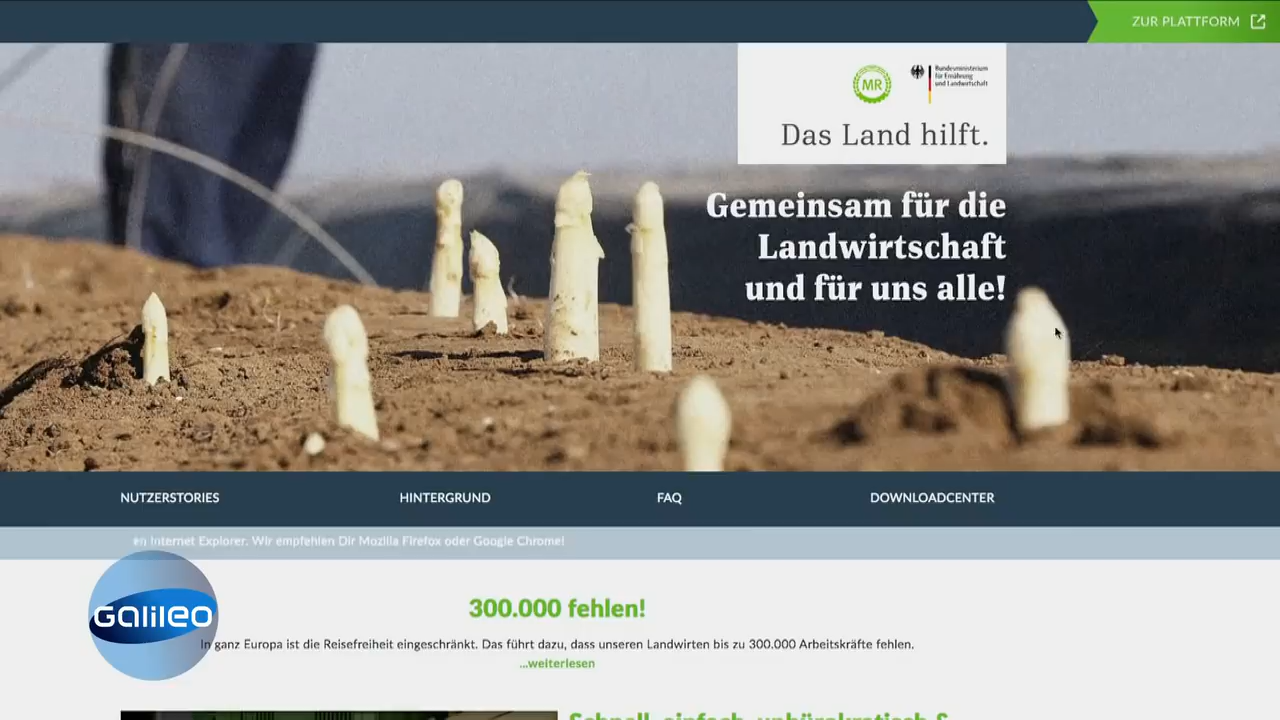 ZUR PLATTFORM
MR
Bundesministerium
für Ernährung
und Landwirtschaft
Das Land hilft.
Gemeinsam für die
Landwirtschaft
und für uns alle!
NUTZERSTORIES
HINTERGRUND
FAQ
DOWNLOADCENTER
en Internet Explorer. Wir empfehlen Dir Mozilla Firefox oder Google Chrome!
300.000 fehlen!
Galileo
In ganz Europa ist die Reisefreiheit eingeschränkt. Das führt dazu, dass unseren Landwirten bis zu 300.000 Arbeitskräfte fehlen.
...weiterlesen
Schnell, einfach, unbürokratisch &